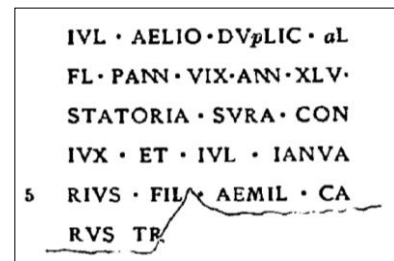 IVL · AELIO · DVpLIC · aL
FL · PANN · VIX · ANN · XLV ·
STATORIA · SVRA · CON
IVX · ET · IVL · IANVA
5 RIVS · FIL · AEMIL · CA
RVS TR